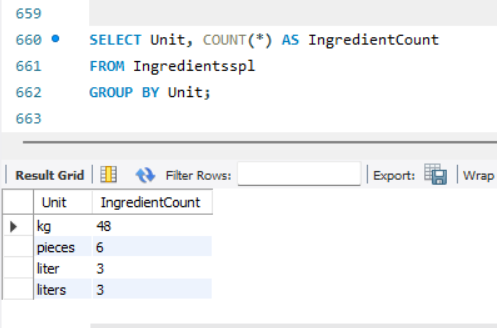 659
660 SELECT Unit, COUNT(*) AS IngredientCount
661 FROM Ingredientsspl
662 GROUP BY Unit;
663
Result Grid Filter Rows: Export: Wrap
Unit IngredientCount
kg 48
pieces 6
liter 3
liters 3